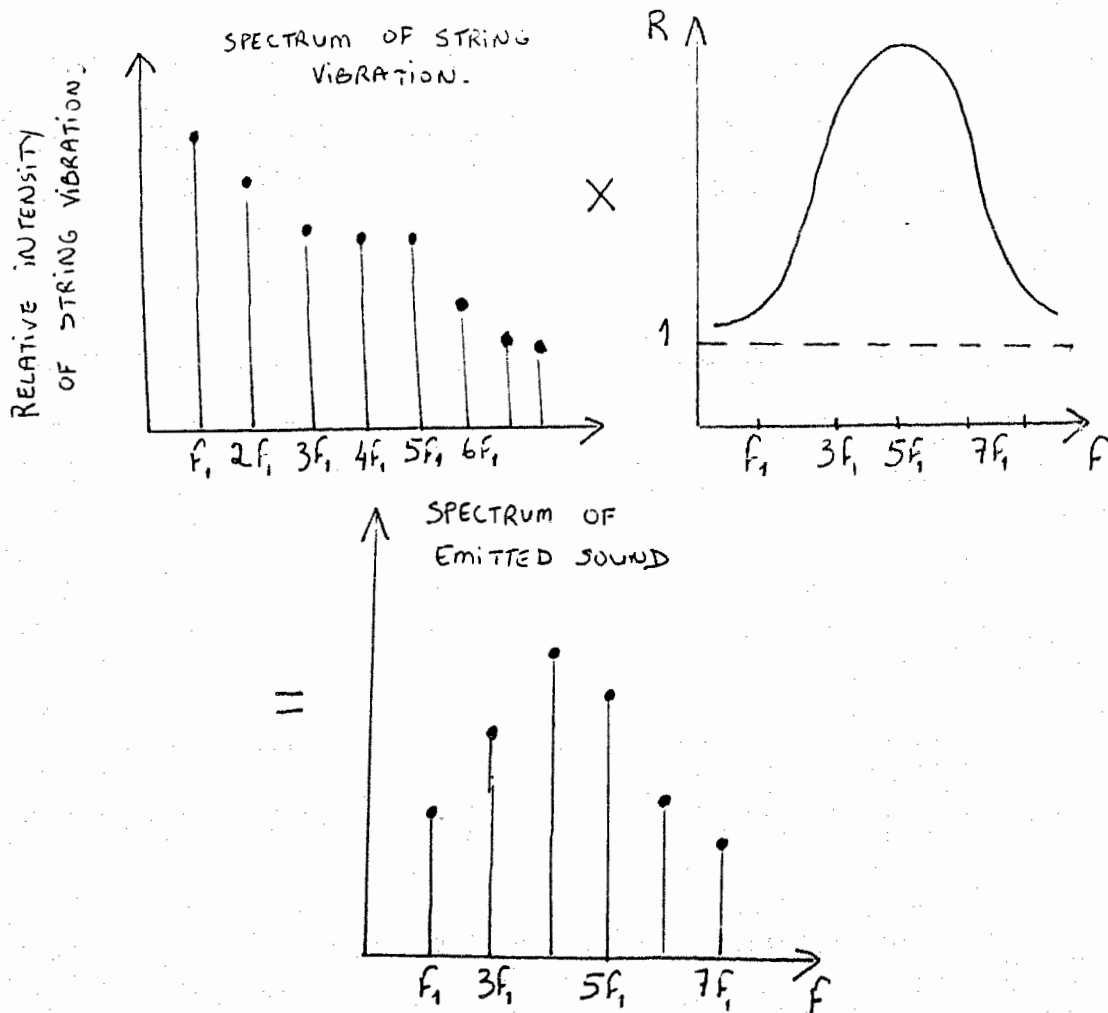 SPECTRUM OF STRING
VIBRATION.
RELATIVE INTENSITY
OF STRING VIBRATION.
f₁ 2f₁ 3f₁ 4f₁ 5f₁ 6f₁
X
R
1
f₁ 3f₁ 5f₁ 7f₁ f
=
SPECTRUM OF
EMITTED SOUND
f₁ 3f₁ 5f₁ 7f₁ f